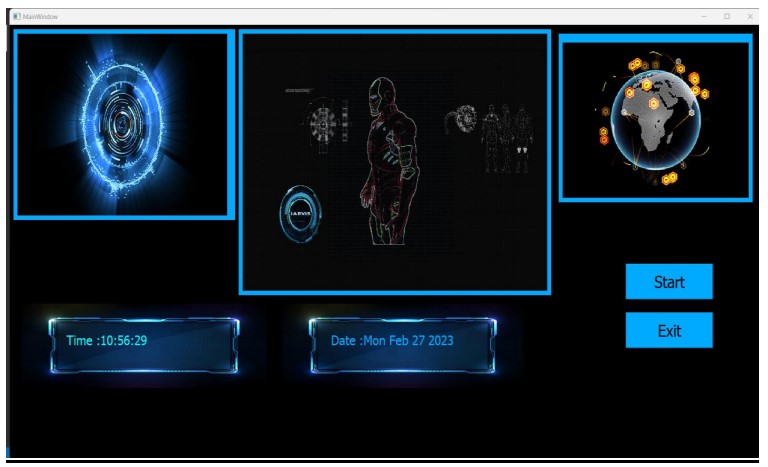 MainWindow
JARVIS
Start
Time :10:56:29
Date :Mon Feb 27 2023
Exit